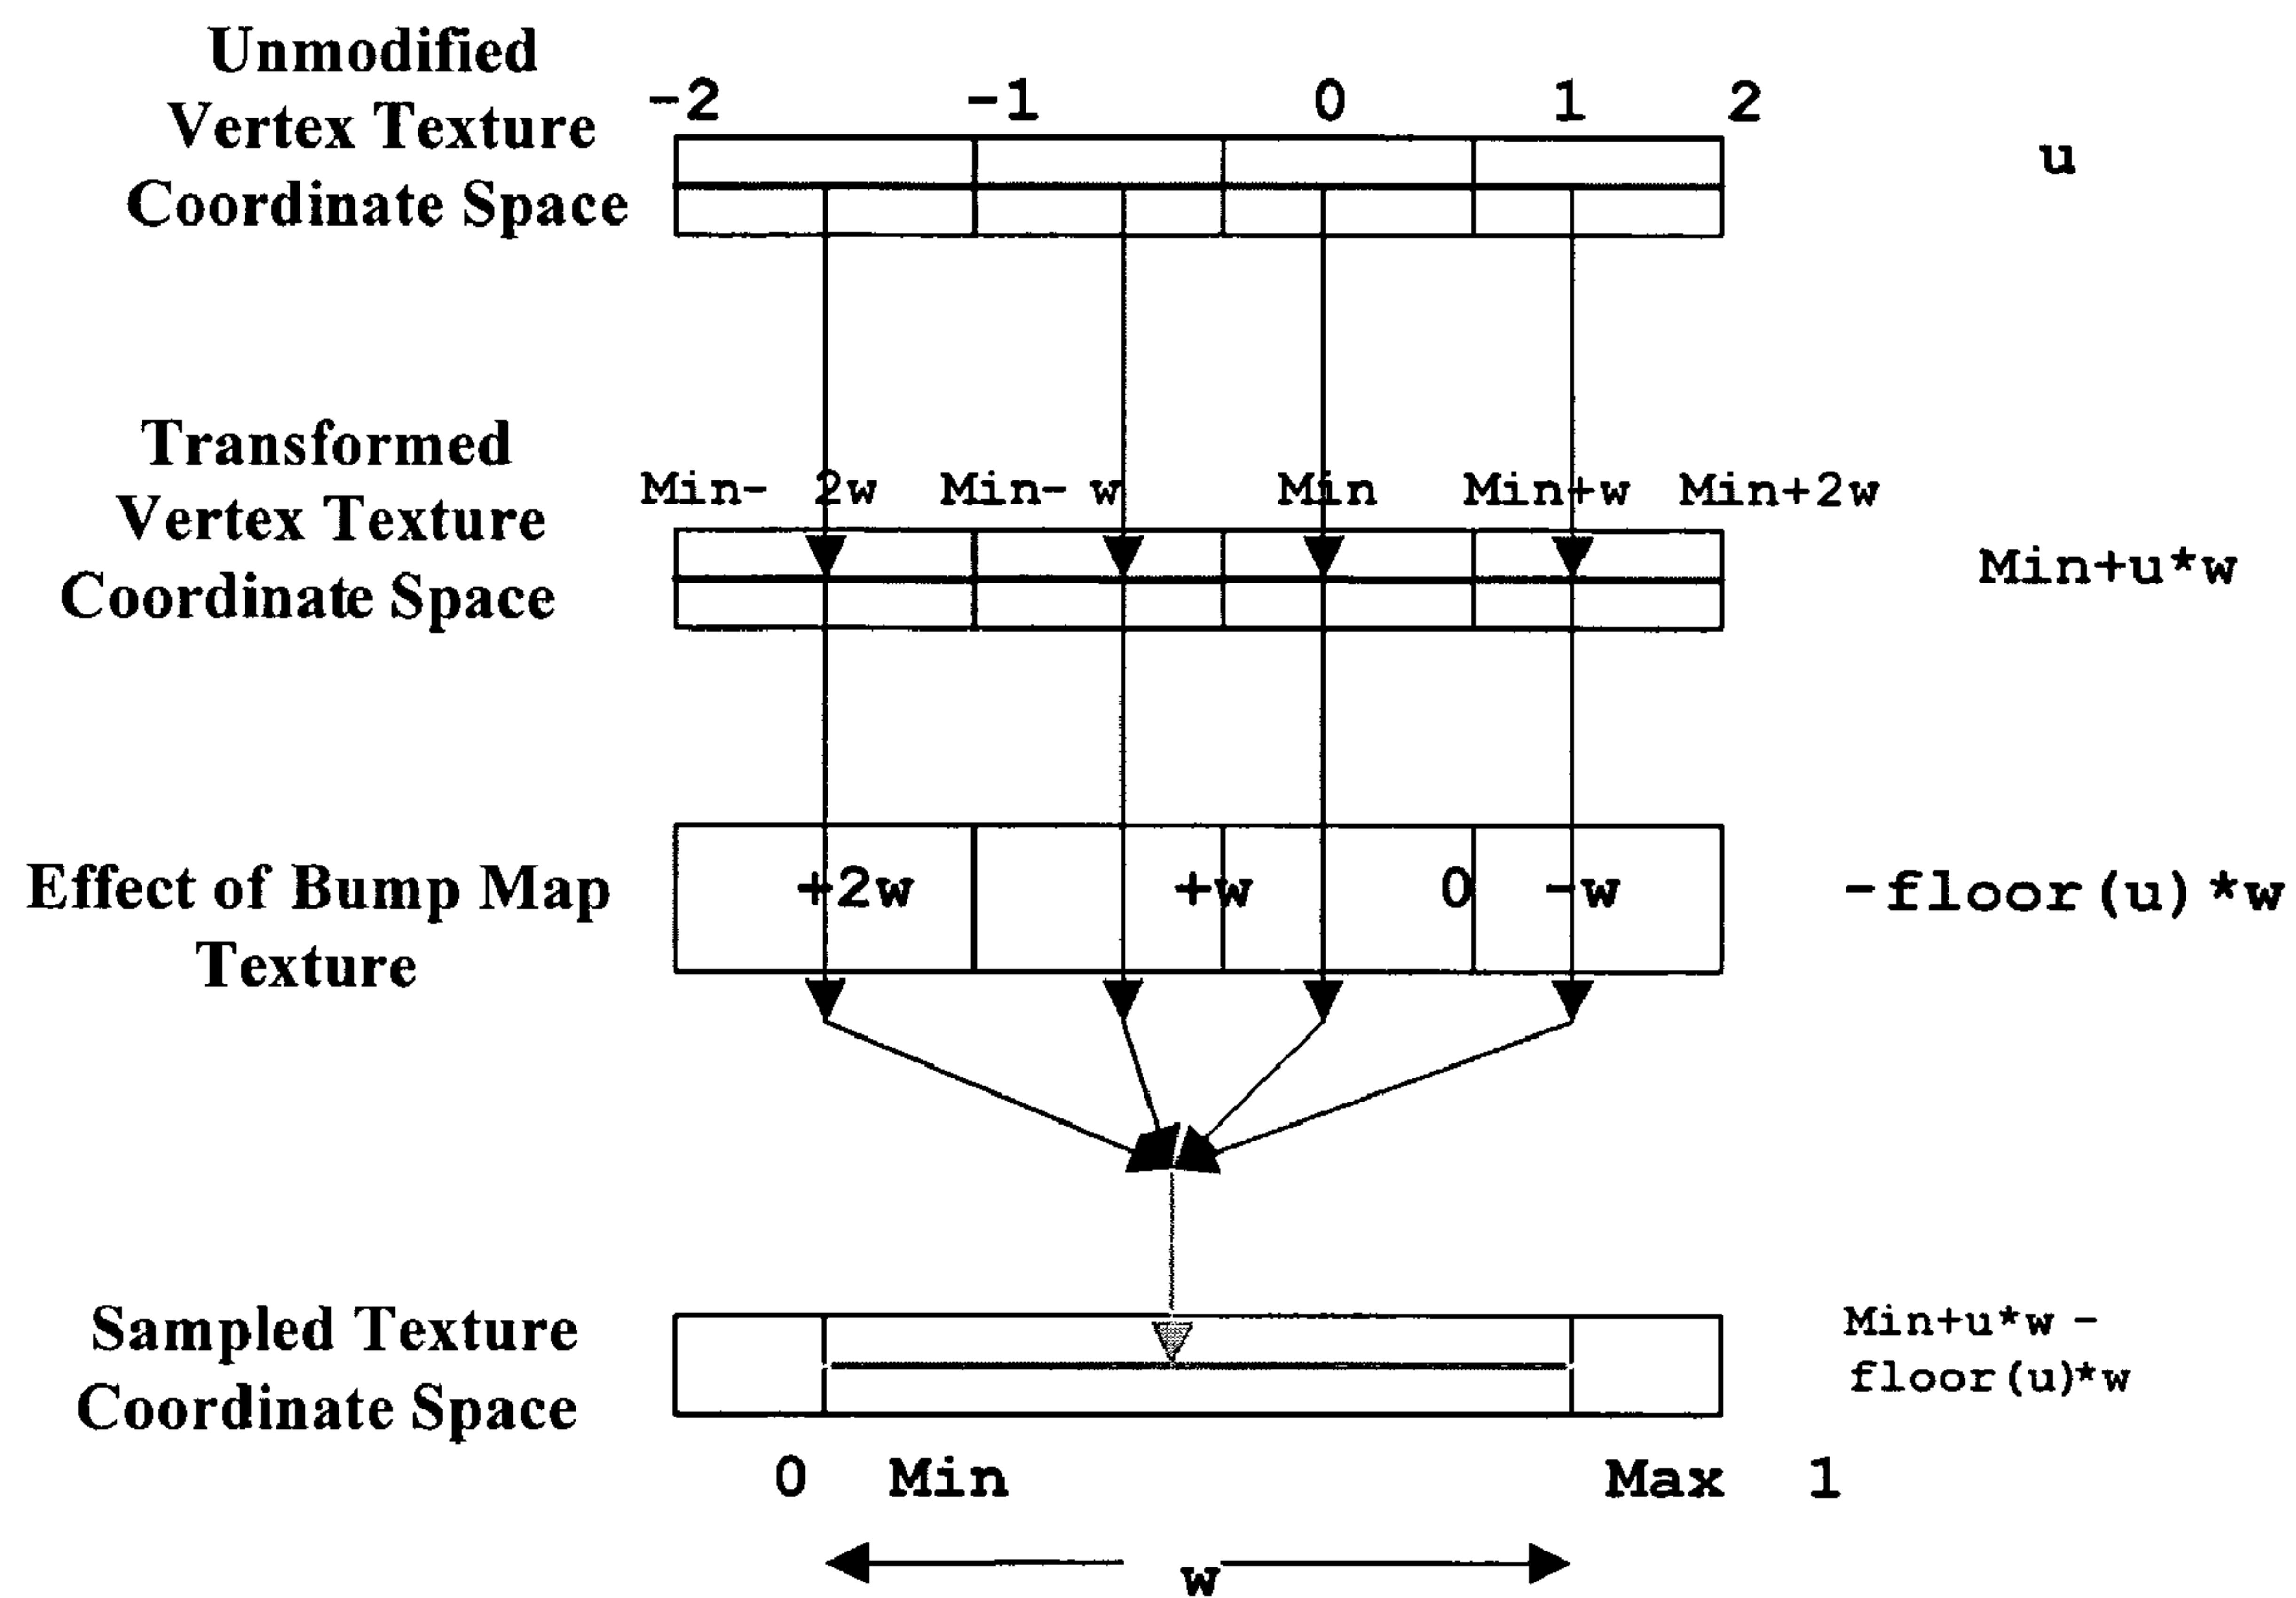 Unmodified
Vertex Texture
Coordinate Space
-2 -1 0 1 2
u
Transformed
Vertex Texture
Coordinate Space
Min- 2w Min- w Min Min+w Min+2w
Min+u*w
Effect of Bump Map
Texture
+2w +w 0 -w
-floor(u)*w
Sampled Texture
Coordinate Space
Min+u*w -
floor(u)*w
0 Min Max 1
w